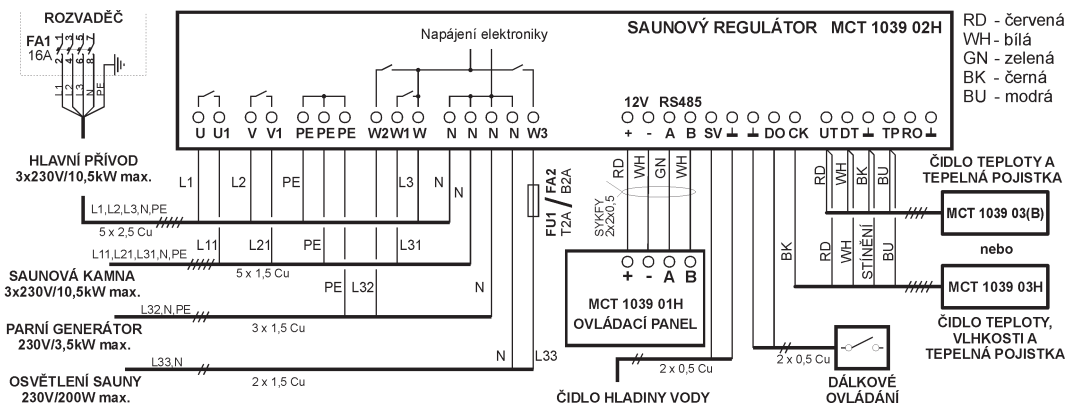 ROZVADĚČ
FA1
16A
1 3 5 7
2 4 6 8
L1 L2 L3 N PE
HLAVNÍ PŘÍVOD
3x230V/10,5kW max.
SAUNOVÝ REGULÁTOR MCT 1039 02H
Napájení elektroniky
12V RS485
U U1 V V1 PE PE PE W2 W1 W N N N N W3 + - A B SV ⏚ ⏚ DO CK UT DT ⏚ TP RO ⏚
RD - červená
WH - bílá
GN - zelená
BK - černá
BU - modrá
L1 L2 PE L3 N N
L1,L2,L3,N,PE
5 x 2,5 Cu
L11 L21 PE L31
L11,L21,L31,N,PE
5 x 1,5 Cu
SAUNOVÁ KAMNA
3x230V/10,5kW max.
PE L32 N
L32,N,PE
3 x 1,5 Cu
PARNÍ GENERÁTOR
230V/3,5kW max.
N L33
L33,N
2 x 1,5 Cu
OSVĚTLENÍ SAUNY
230V/200W max.
FU1 / FA2
T2A / B2A
RD WH GN WH
SYKFY
2x2x0,5
+ - A B
MCT 1039 01H
OVLÁDACÍ PANEL
2 x 0,5 Cu
ČIDLO HLADINY VODY
BK
2 x 0,5 Cu
DÁLKOVÉ
OVLÁDÁNÍ
RD WH BK BU
RD WH STÍNĚNÍ BU
ČIDLO TEPLOTY A
TEPELNÁ POJISTKA
MCT 1039 03(B)
nebo
MCT 1039 03H
ČIDLO TEPLOTY,
VLHKOSTI A
TEPELNÁ POJISTKA